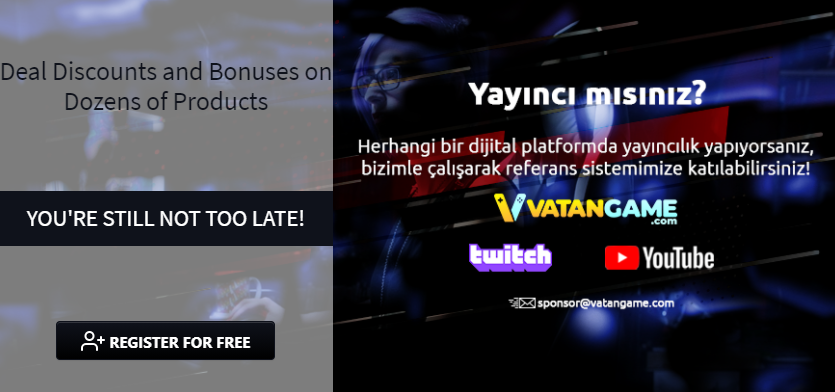 Deal Discounts and Bonuses on
Dozens of Products
YOU'RE STILL NOT TOO LATE!
REGISTER FOR FREE
Yayıncı mısınız?
Herhangi bir dijital platformda yayıncılık yapıyorsanız,
bizimle çalışarak referans sistemimize katılabilirsiniz!
VATANGAME
.com
twitch
YouTube
sponsor@vatangame.com